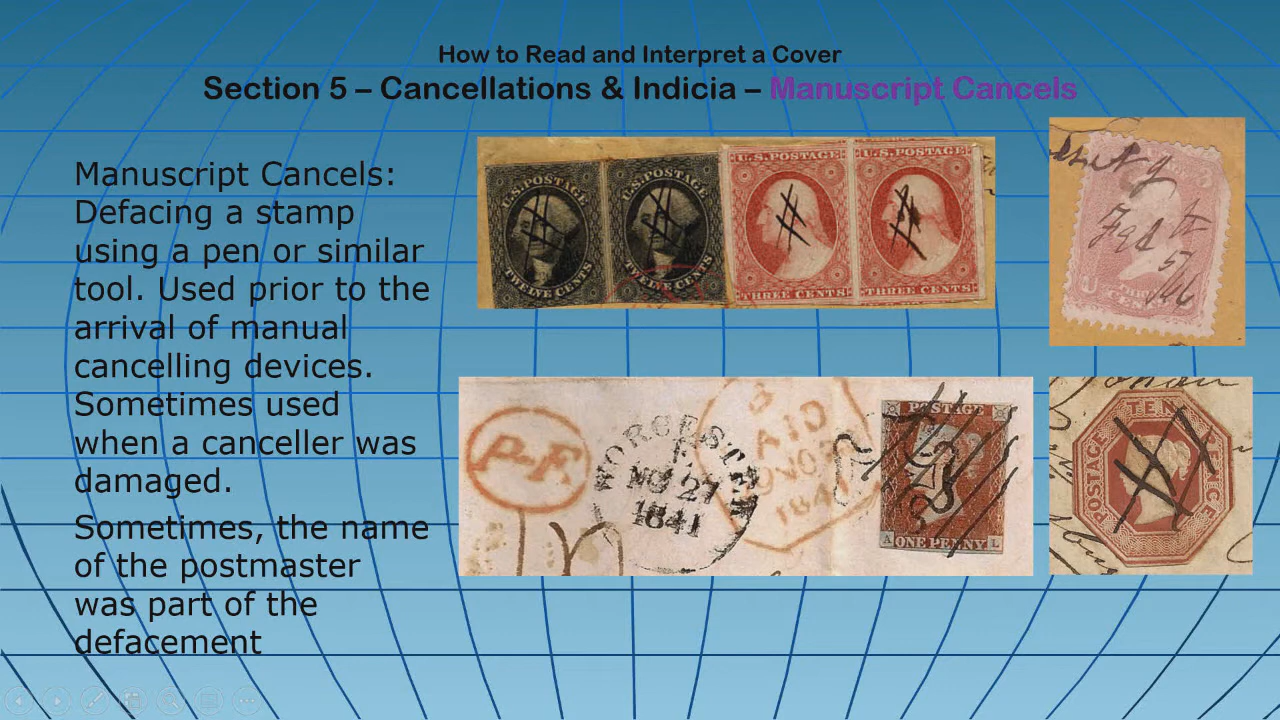 How to Read and Interpret a Cover
Section 5 – Cancellations & Indicia – Manuscript Cancels
Manuscript Cancels:
Defacing a stamp
using a pen or similar
tool. Used prior to the
arrival of manual
cancelling devices.
Sometimes used
when a canceller was
damaged.
Sometimes, the name
of the postmaster
was part of the
defacement
U.S. POSTAGE
TWELVE CENTS
U.S. POSTAGE
TWELVE CENTS
U.S. POSTAGE
THREE CENTS
U.S. POSTAGE
THREE CENTS
P-F.
WORCESTER
NOV 27
1841
PAID
1841
POSTAGE
A ONE PENNY L
TEN
POSTAGE